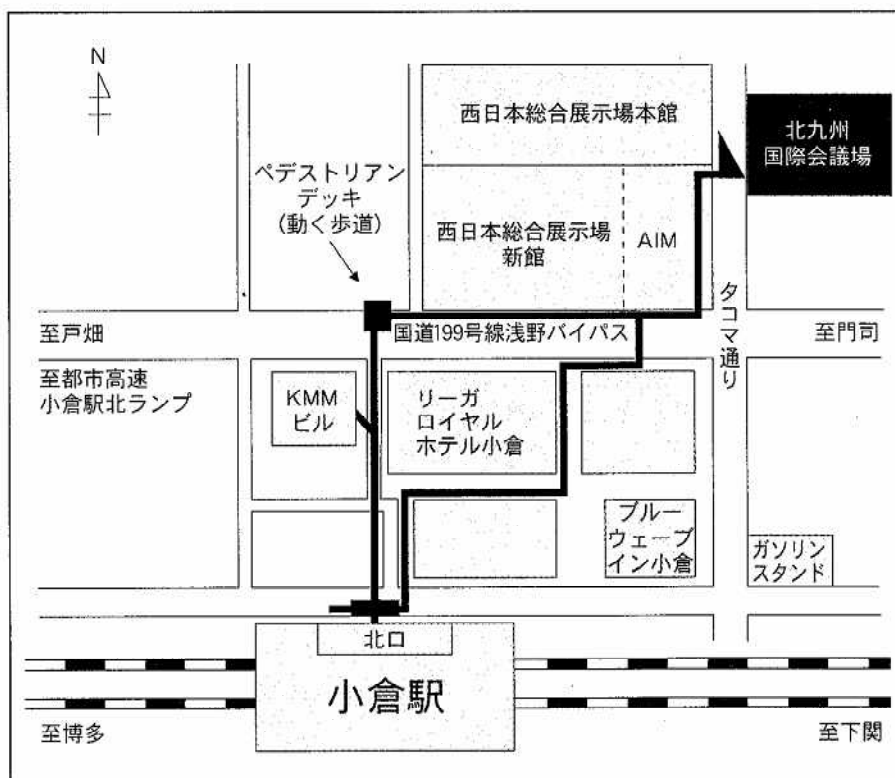 N
西日本総合展示場本館
北九州
国際会議場
ペデストリアン
デッキ
(動く歩道)
西日本総合展示場
新館
AIM
タコマ通り
至戸畑
国道199号線浅野バイパス
至門司
至都市高速
小倉駅北ランプ
KMM
ビル
リーガ
ロイヤル
ホテル小倉
ブルー
ウェーブ
イン小倉
ガソリン
スタンド
北口
小倉駅
至博多
至下関